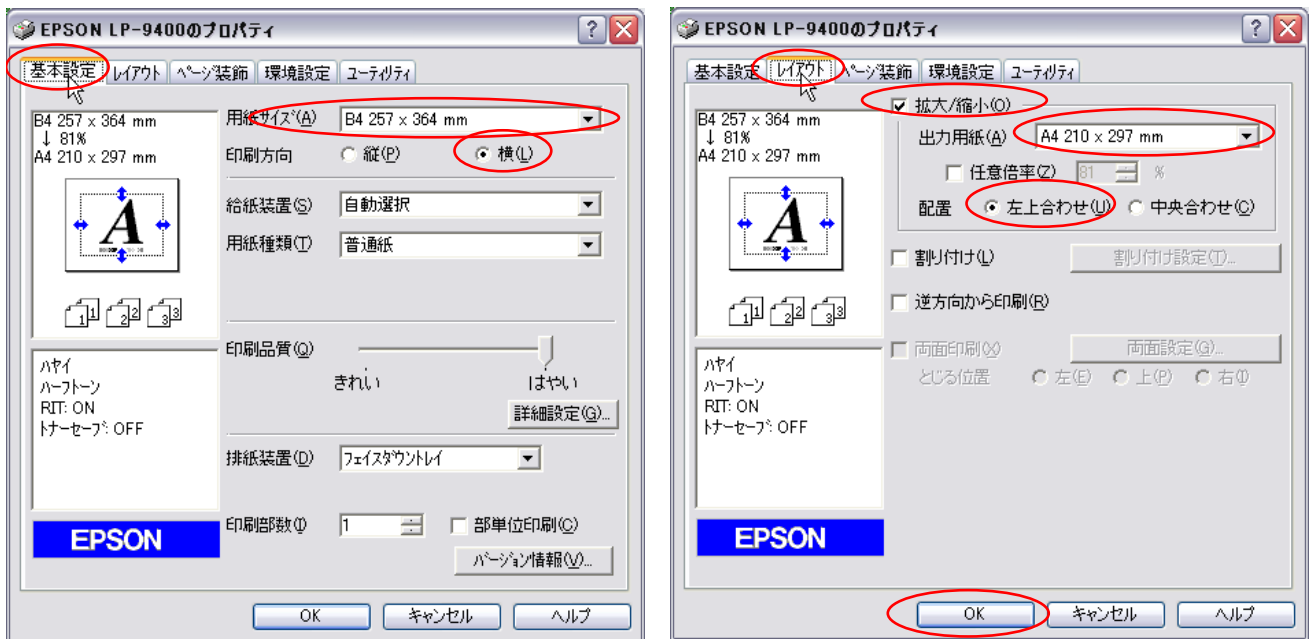 EPSON LP-9400のプロパティ
基本設定 レイアウト ページ装飾 環境設定 ユーティリティ
B4 257 x 364 mm
↓ 81%
A4 210 x 297 mm
A
1 1 2 2 3 3
ハヤイ
ハーフトーン
RIT: ON
トナーセーブ: OFF
EPSON
用紙サイズ(A) B4 257 x 364 mm
印刷方向 縦(P) 横(L)
給紙装置(S) 自動選択
用紙種類(T) 普通紙
印刷品質(Q)
きれい はやい
詳細設定(G)...
排紙装置(D) フェイスダウントレイ
印刷部数(I) 1 部単位印刷(C)
バージョン情報(V)...
OK キャンセル ヘルプ
EPSON LP-9400のプロパティ
基本設定 レイアウト ページ装飾 環境設定 ユーティリティ
B4 257 x 364 mm
↓ 81%
A4 210 x 297 mm
A
1 1 2 2 3 3
ハヤイ
ハーフトーン
RIT: ON
トナーセーブ: OFF
EPSON
拡大/縮小(O)
出力用紙(A) A4 210 x 297 mm
任意倍率(Z) 81 %
配置 左上合わせ(U) 中央合わせ(C)
割り付け(L) 割り付け設定(T)...
逆方向から印刷(R)
両面印刷(X) 両面設定(G)...
とじる位置 左(E) 上(P) 右(I)
OK キャンセル ヘルプ